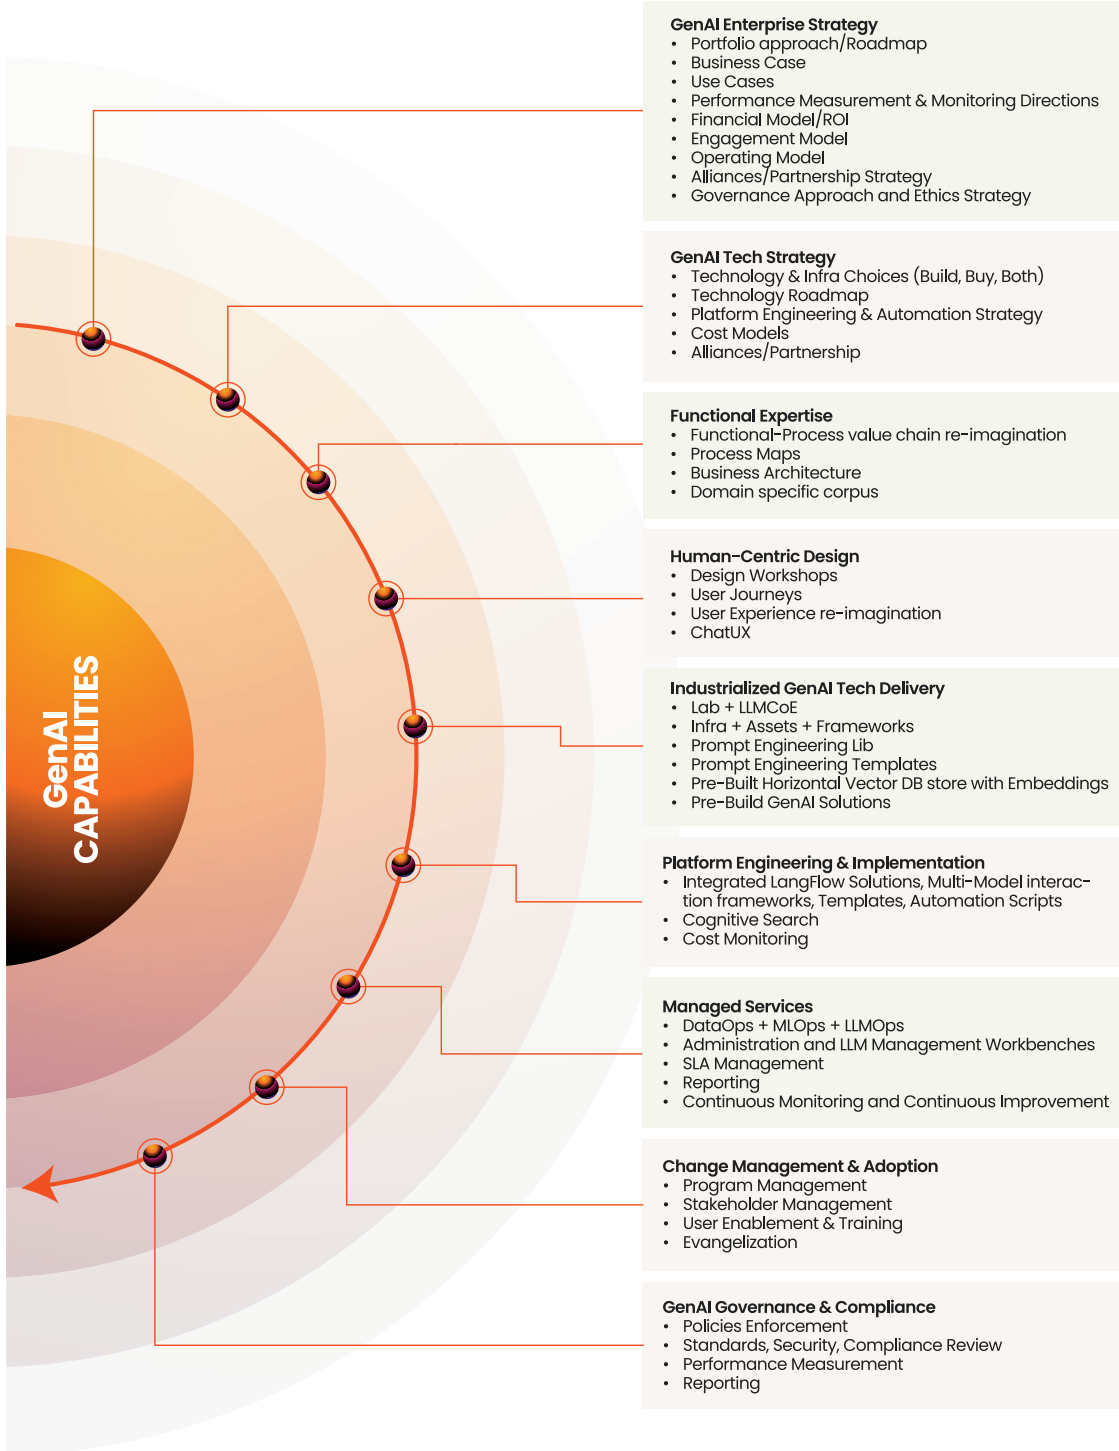 GenAI
CAPABILITIES
GenAI Enterprise Strategy
• Portfolio approach/Roadmap
• Business Case
• Use Cases
• Performance Measurement & Monitoring Directions
• Financial Model/ROI
• Engagement Model
• Operating Model
• Alliances/Partnership Strategy
• Governance Approach and Ethics Strategy
GenAI Tech Strategy
• Technology & Infra Choices (Build, Buy, Both)
• Technology Roadmap
• Platform Engineering & Automation Strategy
• Cost Models
• Alliances/Partnership
Functional Expertise
• Functional-Process value chain re-imagination
• Process Maps
• Business Architecture
• Domain specific corpus
Human-Centric Design
• Design Workshops
• User Journeys
• User Experience re-imagination
• ChatUX
Industrialized GenAI Tech Delivery
• Lab + LLMCoE
• Infra + Assets + Frameworks
• Prompt Engineering Lib
• Prompt Engineering Templates
• Pre-Built Horizontal Vector DB store with Embeddings
• Pre-Build GenAI Solutions
Platform Engineering & Implementation
• Integrated LangFlow Solutions, Multi-Model interac-
tion frameworks, Templates, Automation Scripts
• Cognitive Search
• Cost Monitoring
Managed Services
• DataOps + MLOps + LLMOps
• Administration and LLM Management Workbenches
• SLA Management
• Reporting
• Continuous Monitoring and Continuous Improvement
Change Management & Adoption
• Program Management
• Stakeholder Management
• User Enablement & Training
• Evangelization
GenAI Governance & Compliance
• Policies Enforcement
• Standards, Security, Compliance Review
• Performance Measurement
• Reporting